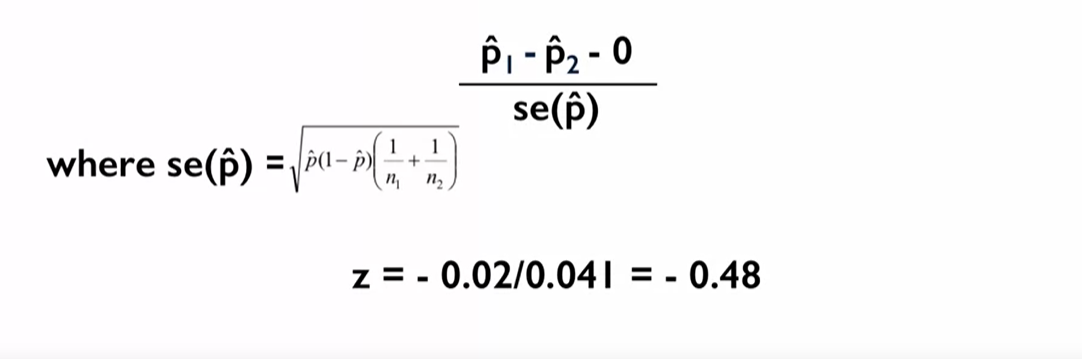 p̂₁ - p̂₂ - 0
se(p̂)
where se(p̂) = √(p̂(1− p̂)(1/n₁ + 1/n₂))
z = - 0.02/0.041 = - 0.48